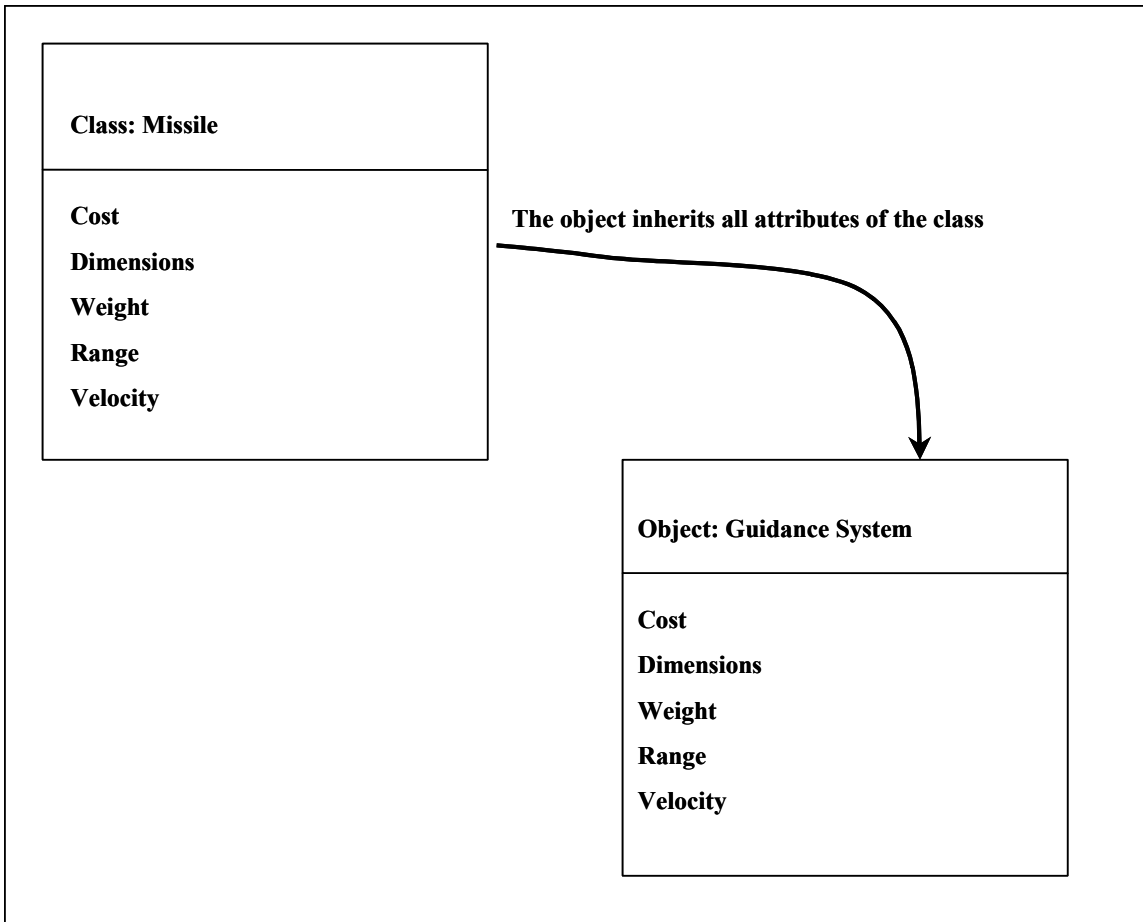 Class: Missile
Cost
Dimensions
Weight
Range
Velocity
The object inherits all attributes of the class
Object: Guidance System
Cost
Dimensions
Weight
Range
Velocity